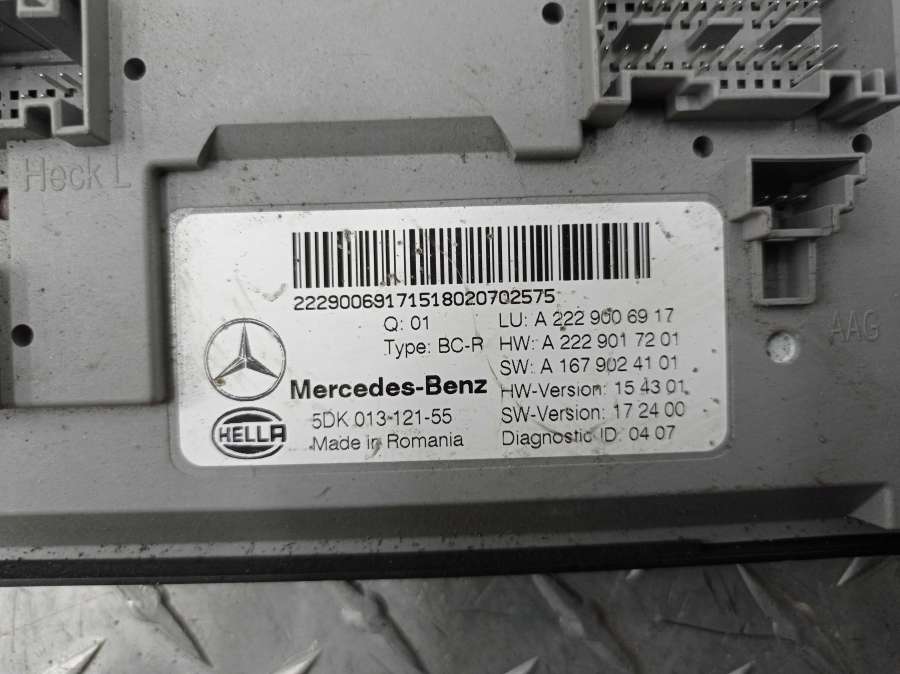 Heck L
222900691715180207025​75
Q: 01
LU: A 222 900 69 17
Type: BC-R
HW: A 222 901 72 01
SW: A 167 902 41 01
Mercedes-Benz
HW-Version: 15 43 01
HELLA
5DK 013-121-55
SW-Version: 17 24 00
Made in Romania
Diagnostic ID: 04 07
AAG